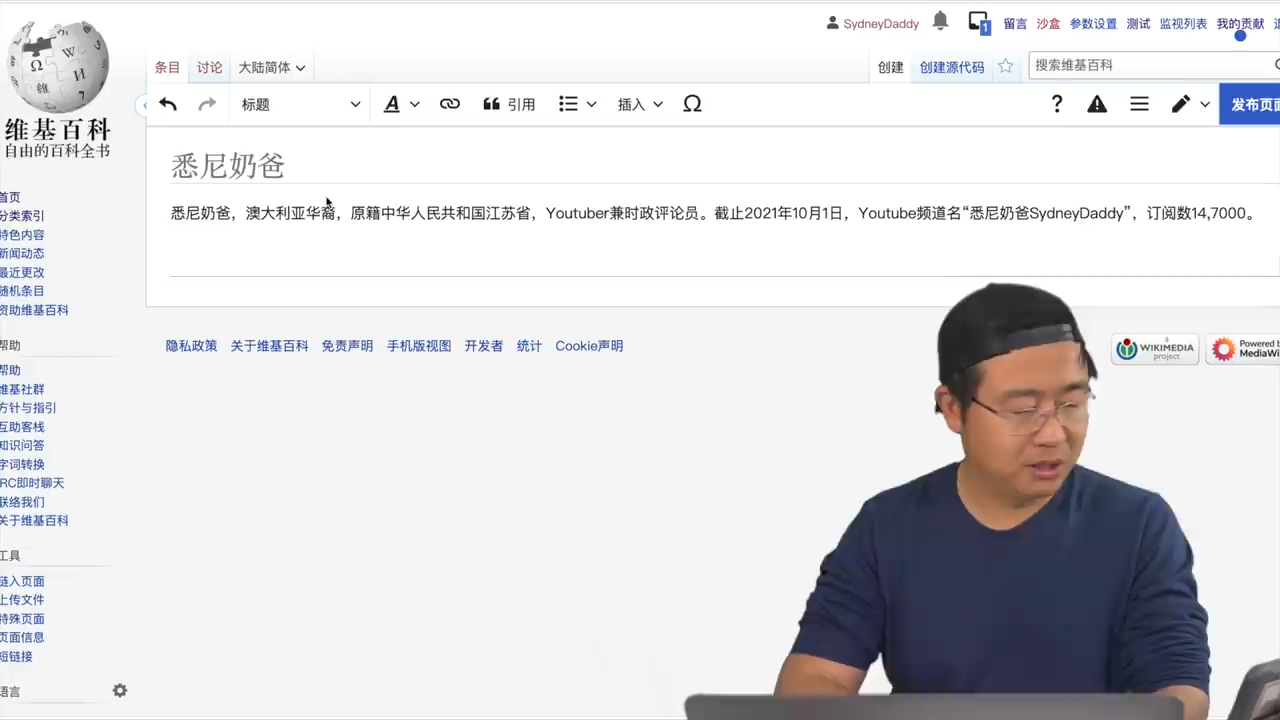 SydneyDaddy 1 留言 沙盒 参数设置 测试 监视列表 我的贡献
条目 讨论 大陆简体 创建 创建源代码 搜索维基百科
标题 A 引用 插入 Ω ? 发布页面
维基百科
自由的百科全书
悉尼奶爸
悉尼奶爸，澳大利亚华裔，原籍中华人民共和国江苏省，Youtuber兼时政评论员。截止2021年10月1日，Youtube频道名“悉尼奶爸SydneyDaddy”，订阅数14,7000。
首页
分类索引
特色内容
新闻动态
最近更改
随机条目
资助维基百科
帮助
帮助
维基社群
方针与指引
互助客栈
知识问答
字词转换
IRC即时聊天
联络我们
关于维基百科
工具
链入页面
上传文件
特殊页面
页面信息
短链接
语言
隐私政策 关于维基百科 免责声明 手机版视图 开发者 统计 Cookie声明
a WIKIMEDIA project
Powered by MediaWi